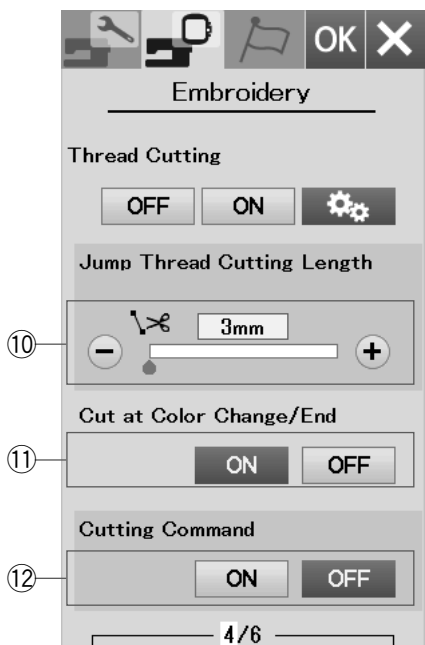 OK
Embroidery
Thread Cutting
OFF ON
Jump Thread Cutting Length
⑩ 3mm
Cut at Color Change/End
⑪ ON OFF
Cutting Command
⑫ ON OFF
4/6